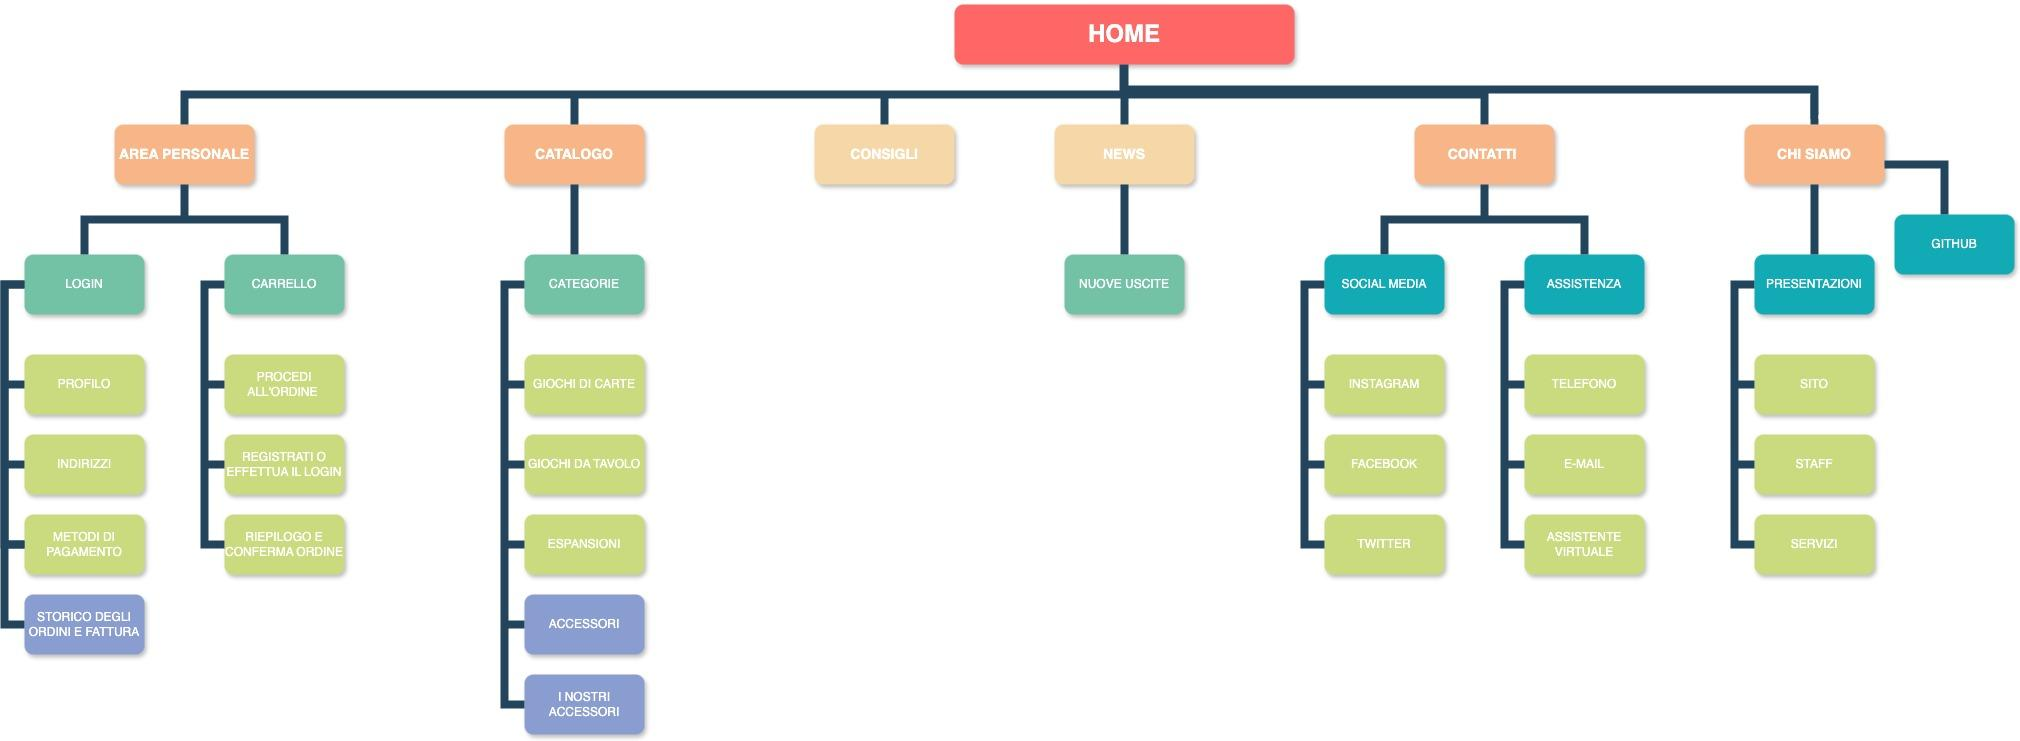 HOME
AREA PERSONALE
CATALOGO
CONSIGLI
NEWS
CONTATTI
CHI SIAMO
GITHUB
LOGIN
CARRELLO
CATEGORIE
NUOVE USCITE
SOCIAL MEDIA
ASSISTENZA
PRESENTAZIONI
PROFILO
PROCEDI
ALL'ORDINE
GIOCHI DI CARTE
INSTAGRAM
TELEFONO
SITO
INDIRIZZI
REGISTRATI O
EFFETTUA IL LOGIN
GIOCHI DA TAVOLO
FACEBOOK
E-MAIL
STAFF
METODI DI
PAGAMENTO
RIEPILOGO E
CONFERMA ORDINE
ESPANSIONI
TWITTER
ASSISTENTE
VIRTUALE
SERVIZI
STORICO DEGLI
ORDINI E FATTURA
ACCESSORI
I NOSTRI
ACCESSORI